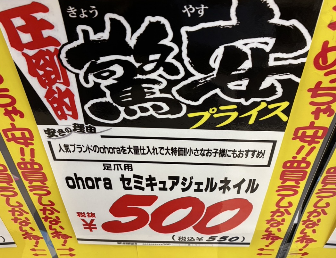 圧倒的
きょう やす
驚安
プライス
安さの理由
人気ブランドのohoraを大量仕入れで大特価!!小さなお子様にもおすすめ!
足爪用
ohora セミキュアジェルネイル
500
(税込¥550)